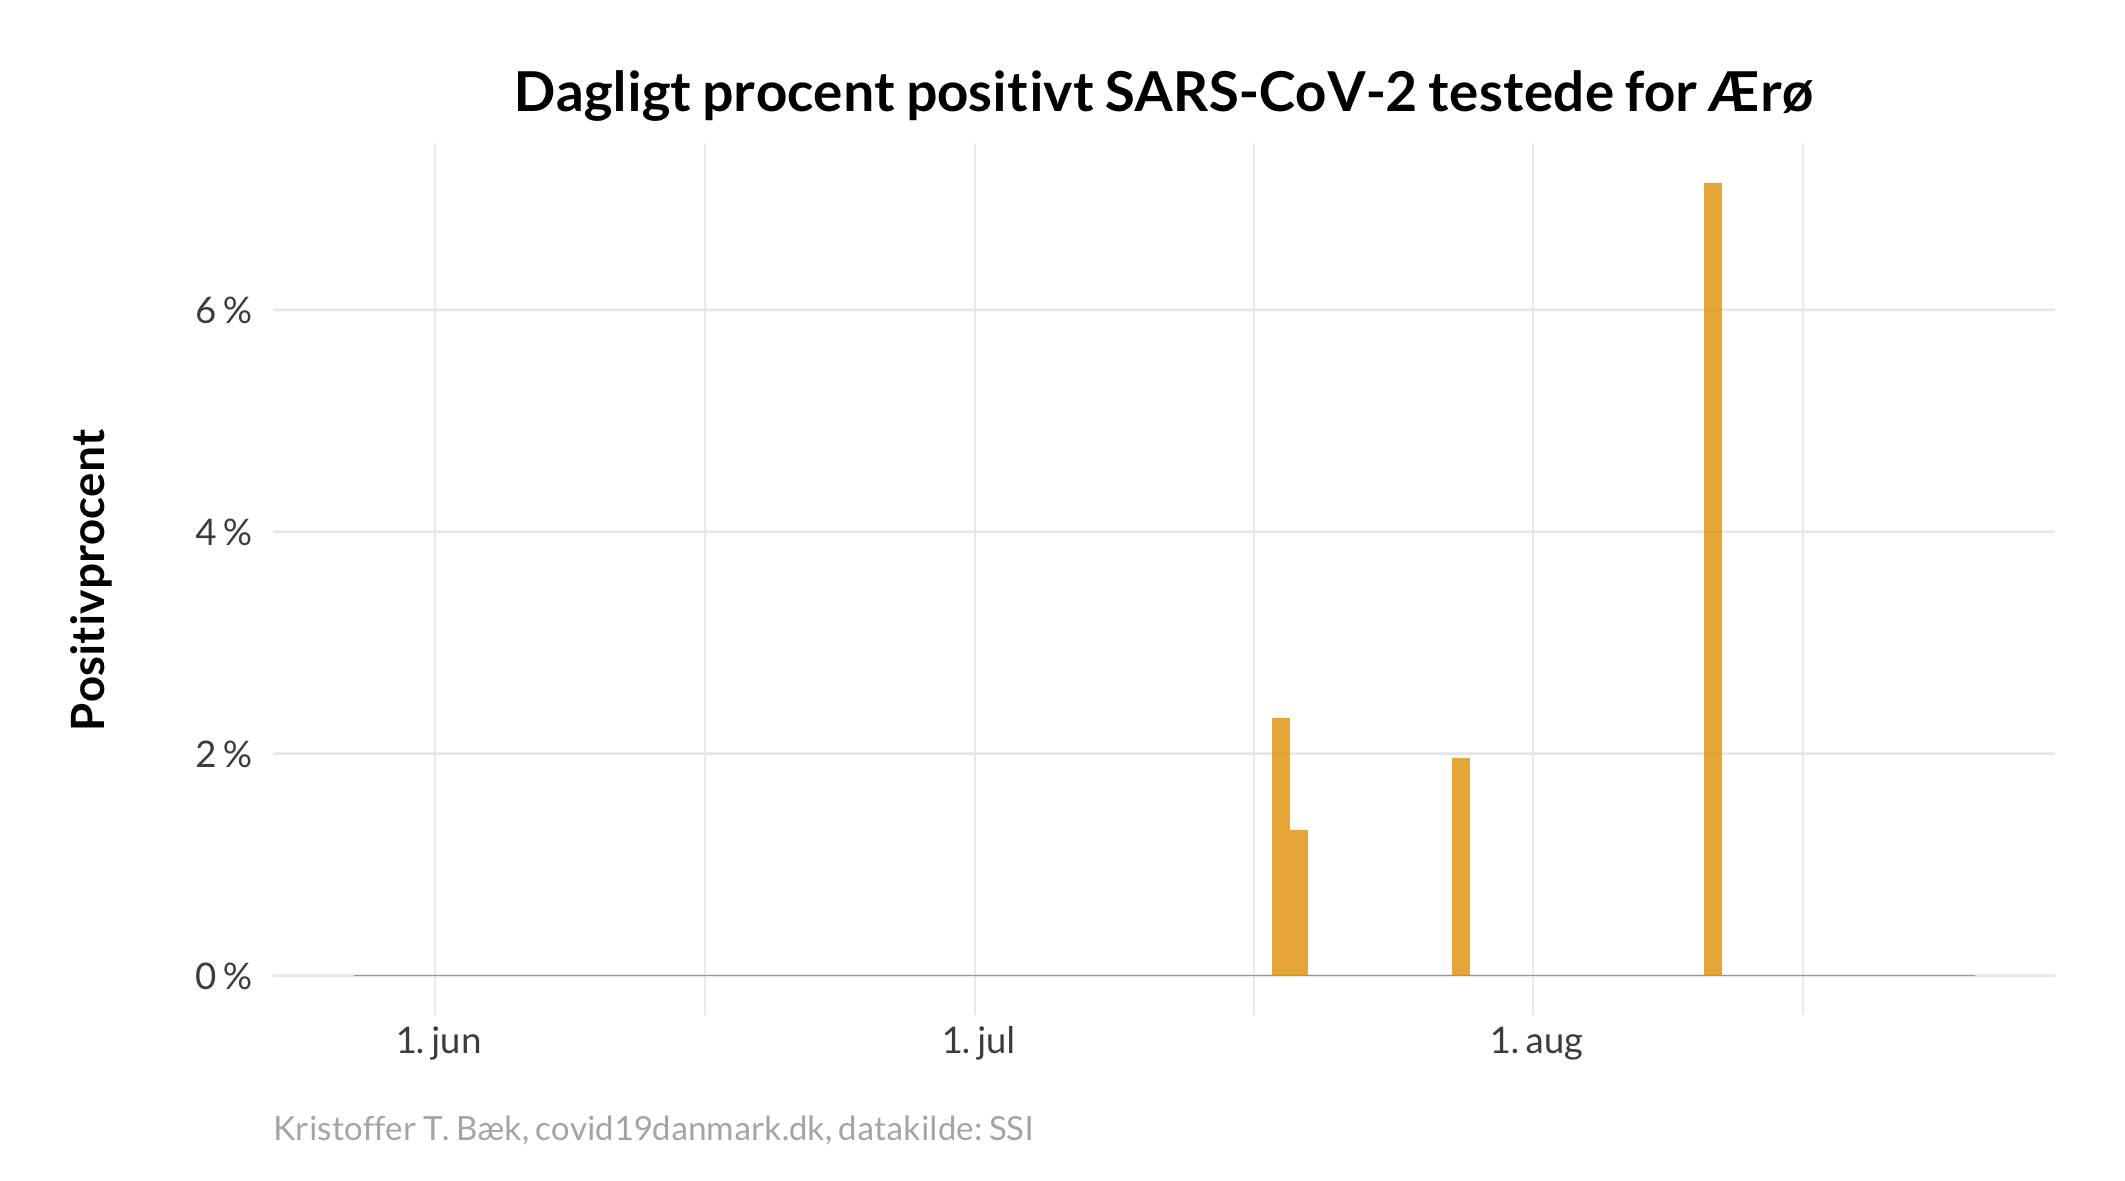 Dagligt procent positivt SARS-CoV-2 testede for Ærø
Positivprocent
6 %
4 %
2 %
0 %
1. jun
1. jul
1. aug
Kristoffer T. Bæk, covid19danmark.dk, datakilde: SSI